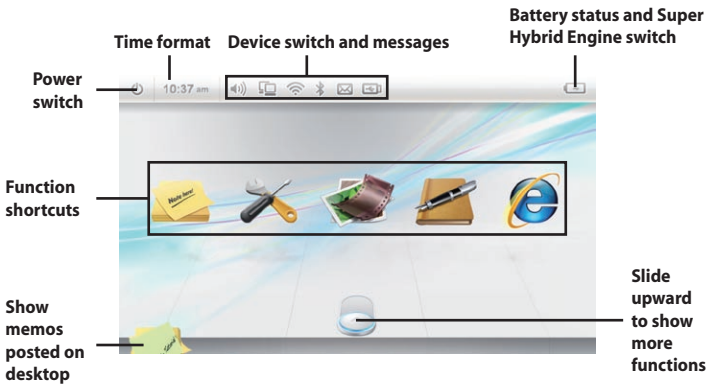 Battery status and Super
Hybrid Engine switch
Time format
Device switch and messages
Power
switch
10:37 am
Function
shortcuts
Note here!
Show
memos
posted on
desktop
Slide
upward
to show
more
functions